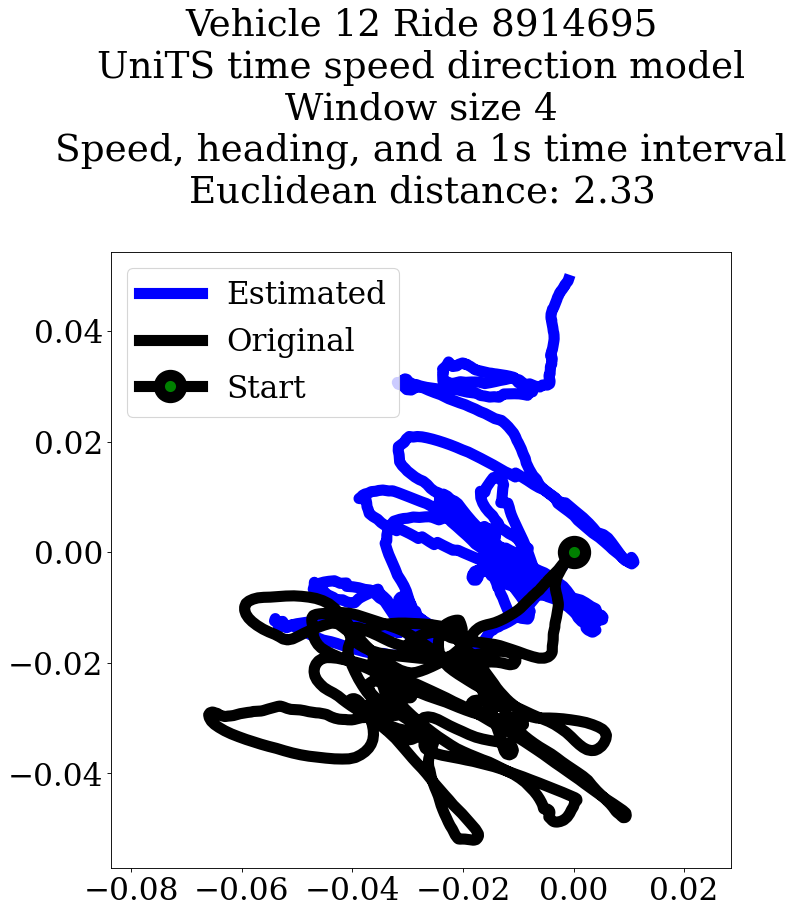 Vehicle 12 Ride 8914695
UniTS time speed direction model
Window size 4
Speed, heading, and a 1s time interval
Euclidean distance: 2.33
Estimated
Original
Start
0.04
0.02
0.00
−0.02
−0.04
−0.08 −0.06 −0.04 −0.02 0.00 0.02